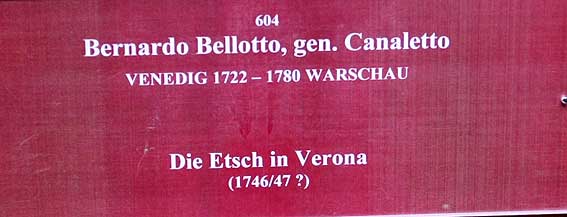 604
Bernardo Bellotto, gen. Canaletto
VENEDIG 1722 – 1780 WARSCHAU
Die Etsch in Verona
(1746/47 ?)